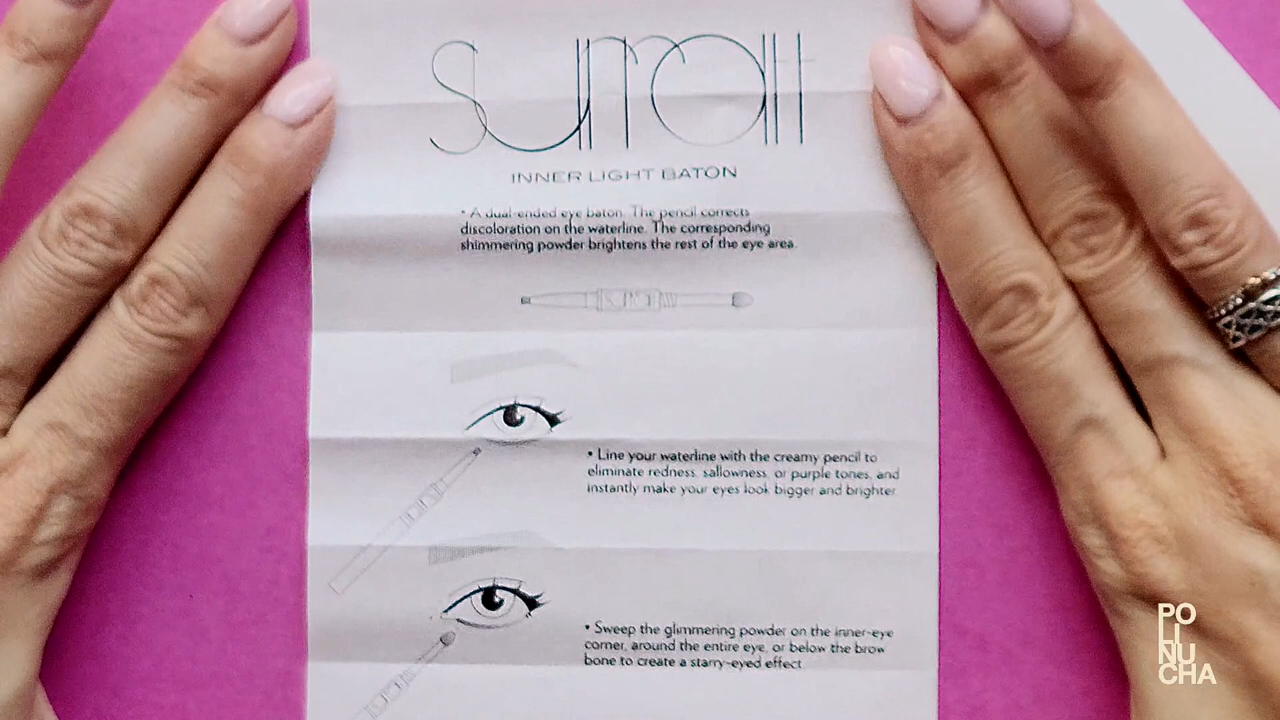 surratt
INNER LIGHT BATON
• A dual-ended eye baton. The pencil corrects
discoloration on the waterline. The corresponding
shimmering powder brightens the rest of the eye area.
• Line your waterline with the creamy pencil to
eliminate redness, sallowness, or purple tones, and
instantly make your eyes look bigger and brighter.
• Sweep the glimmering powder on the inner-eye
corner, around the entire eye, or below the brow
bone to create a starry-eyed effect.
PO
LI
NU
CHA